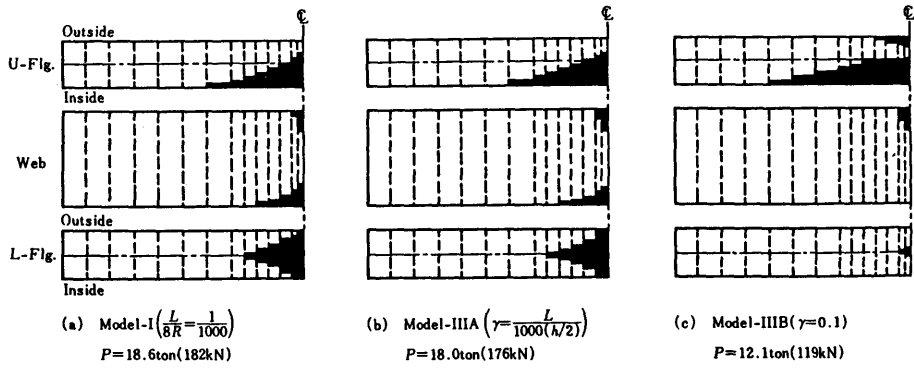 ℄ ℄ ℄
Outside
U-Flg.
Inside
Web
Outside
L-Flg.
Inside
(a) Model-I(L/8R=1/1000) (b) Model-IIIA (γ=L/1000(h/2)) (c) Model-IIIB(γ=0.1)
P=18.6ton(182kN) P=18.0ton(176kN) P=12.1ton(119kN)